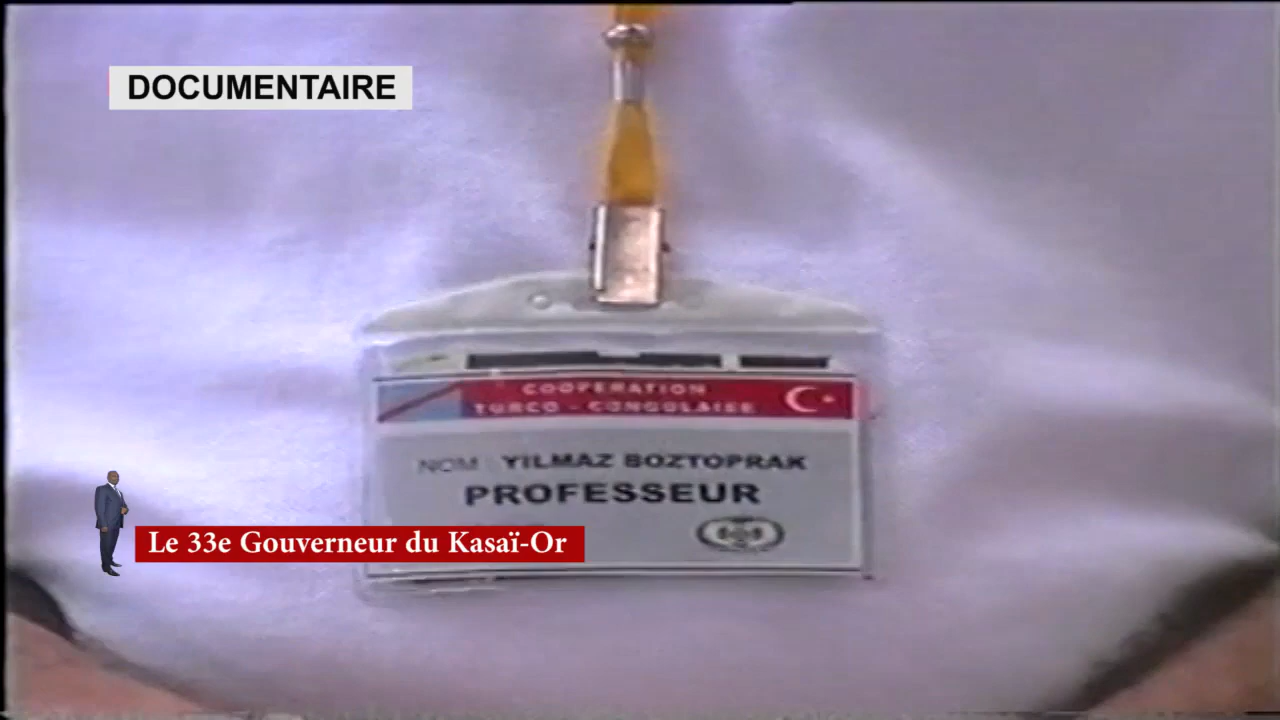 DOCUMENTAIRE
COOPERATION
TURCO - CONGOLAISE
NOM : YILMAZ BOZTOPRAK
PROFESSEUR
Le 33e Gouverneur du Kasaï-Or